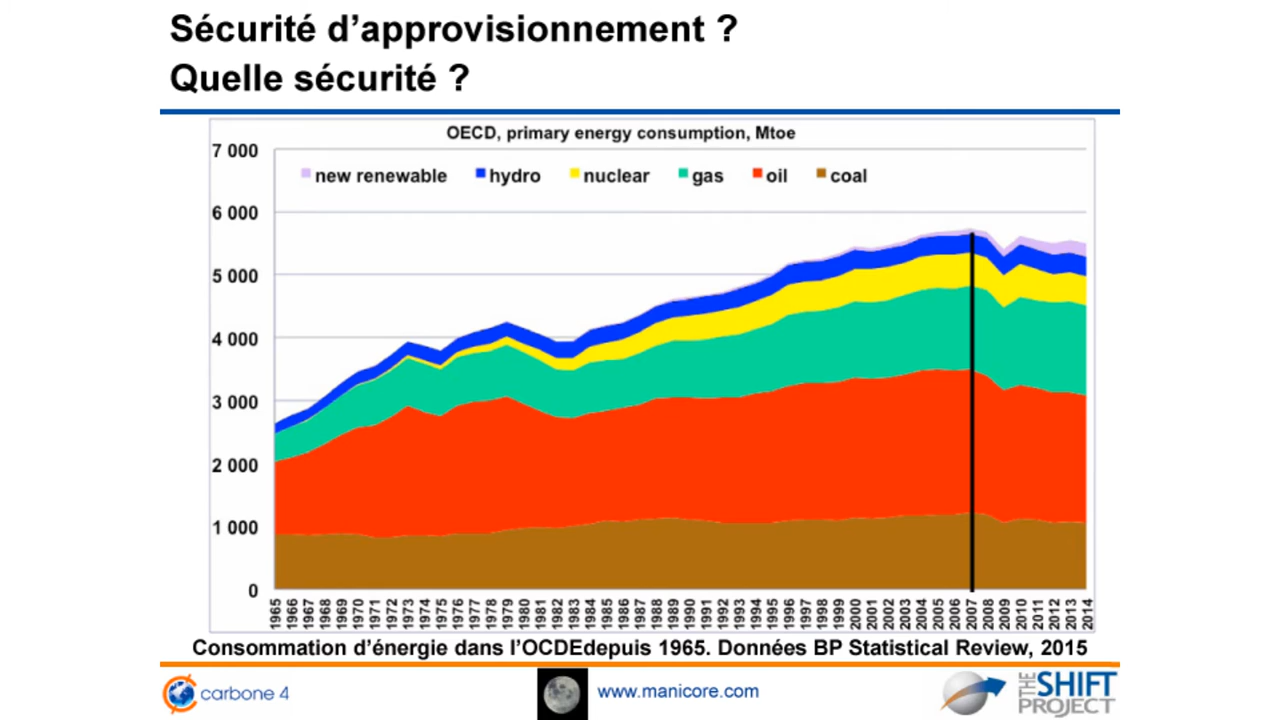 Sécurité d'approvisionnement ?
Quelle sécurité ?
OECD, primary energy consumption, Mtoe
new renewable hydro nuclear gas oil coal
7 000
6 000
5 000
4 000
3 000
2 000
1 000
0
1965 1966 1967 1968 1969 1970 1971 1972 1973 1974 1975 1976 1977 1978 1979 1980 1981 1982 1983 1984 1985 1986 1987 1988 1989 1990 1991 1992 1993 1994 1995 1996 1997 1998 1999 2000 2001 2002 2003 2004 2005 2006 2007 2008 2009 2010 2011 2012 2013 2014
Consommation d'énergie dans l'OCDEdepuis 1965. Données BP Statistical Review, 2015
carbone 4
www.manicore.com
THE SHIFT
PROJECT